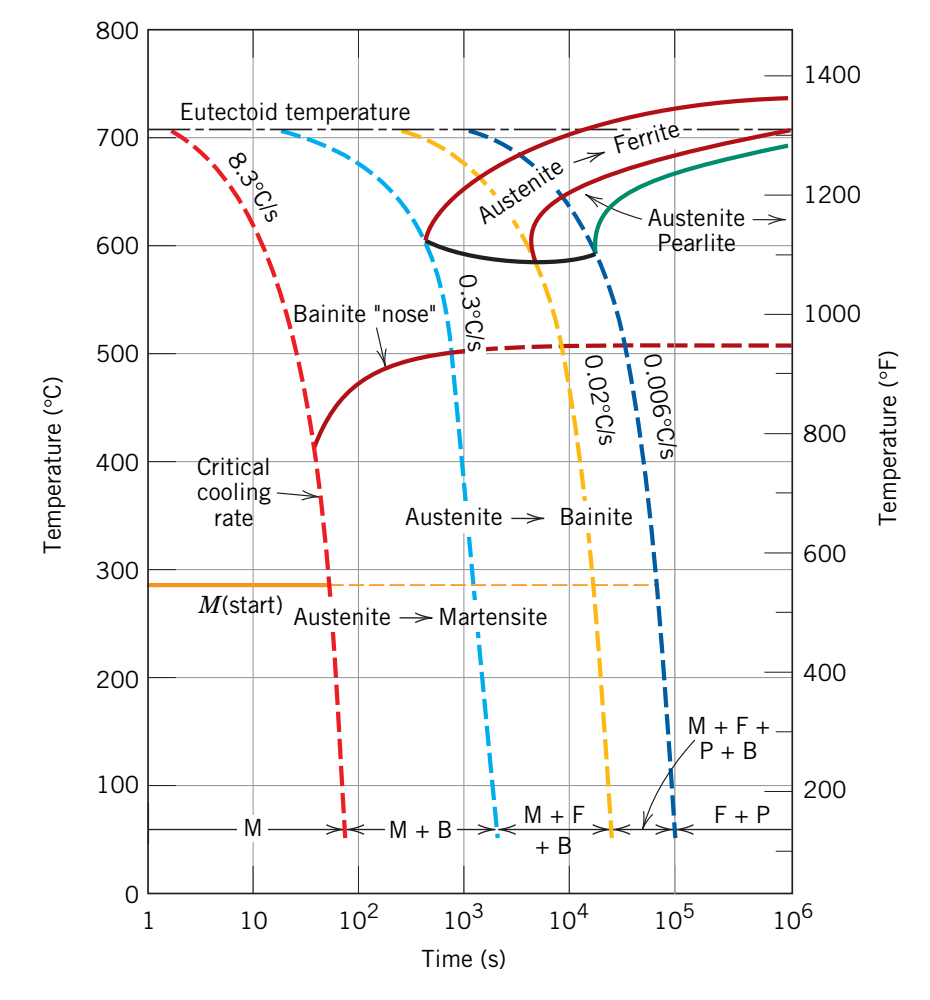 800
1400
Eutectoid temperature
700
8.3°C/s
Austenite → Ferrite
1200
Austenite →
Pearlite
600
0.3°C/s
Bainite "nose"
1000
500
0.02°C/s
0.006°C/s
Temperature (°C)
Temperature (°F)
800
400
Critical
cooling
rate
Austenite → Bainite
600
300
M(start)
Austenite → Martensite
200
400
M + F +
P + B
100
200
M
M + B
M + F
+ B
F + P
0
1
10
10²
10³
10⁴
10⁵
10⁶
Time (s)